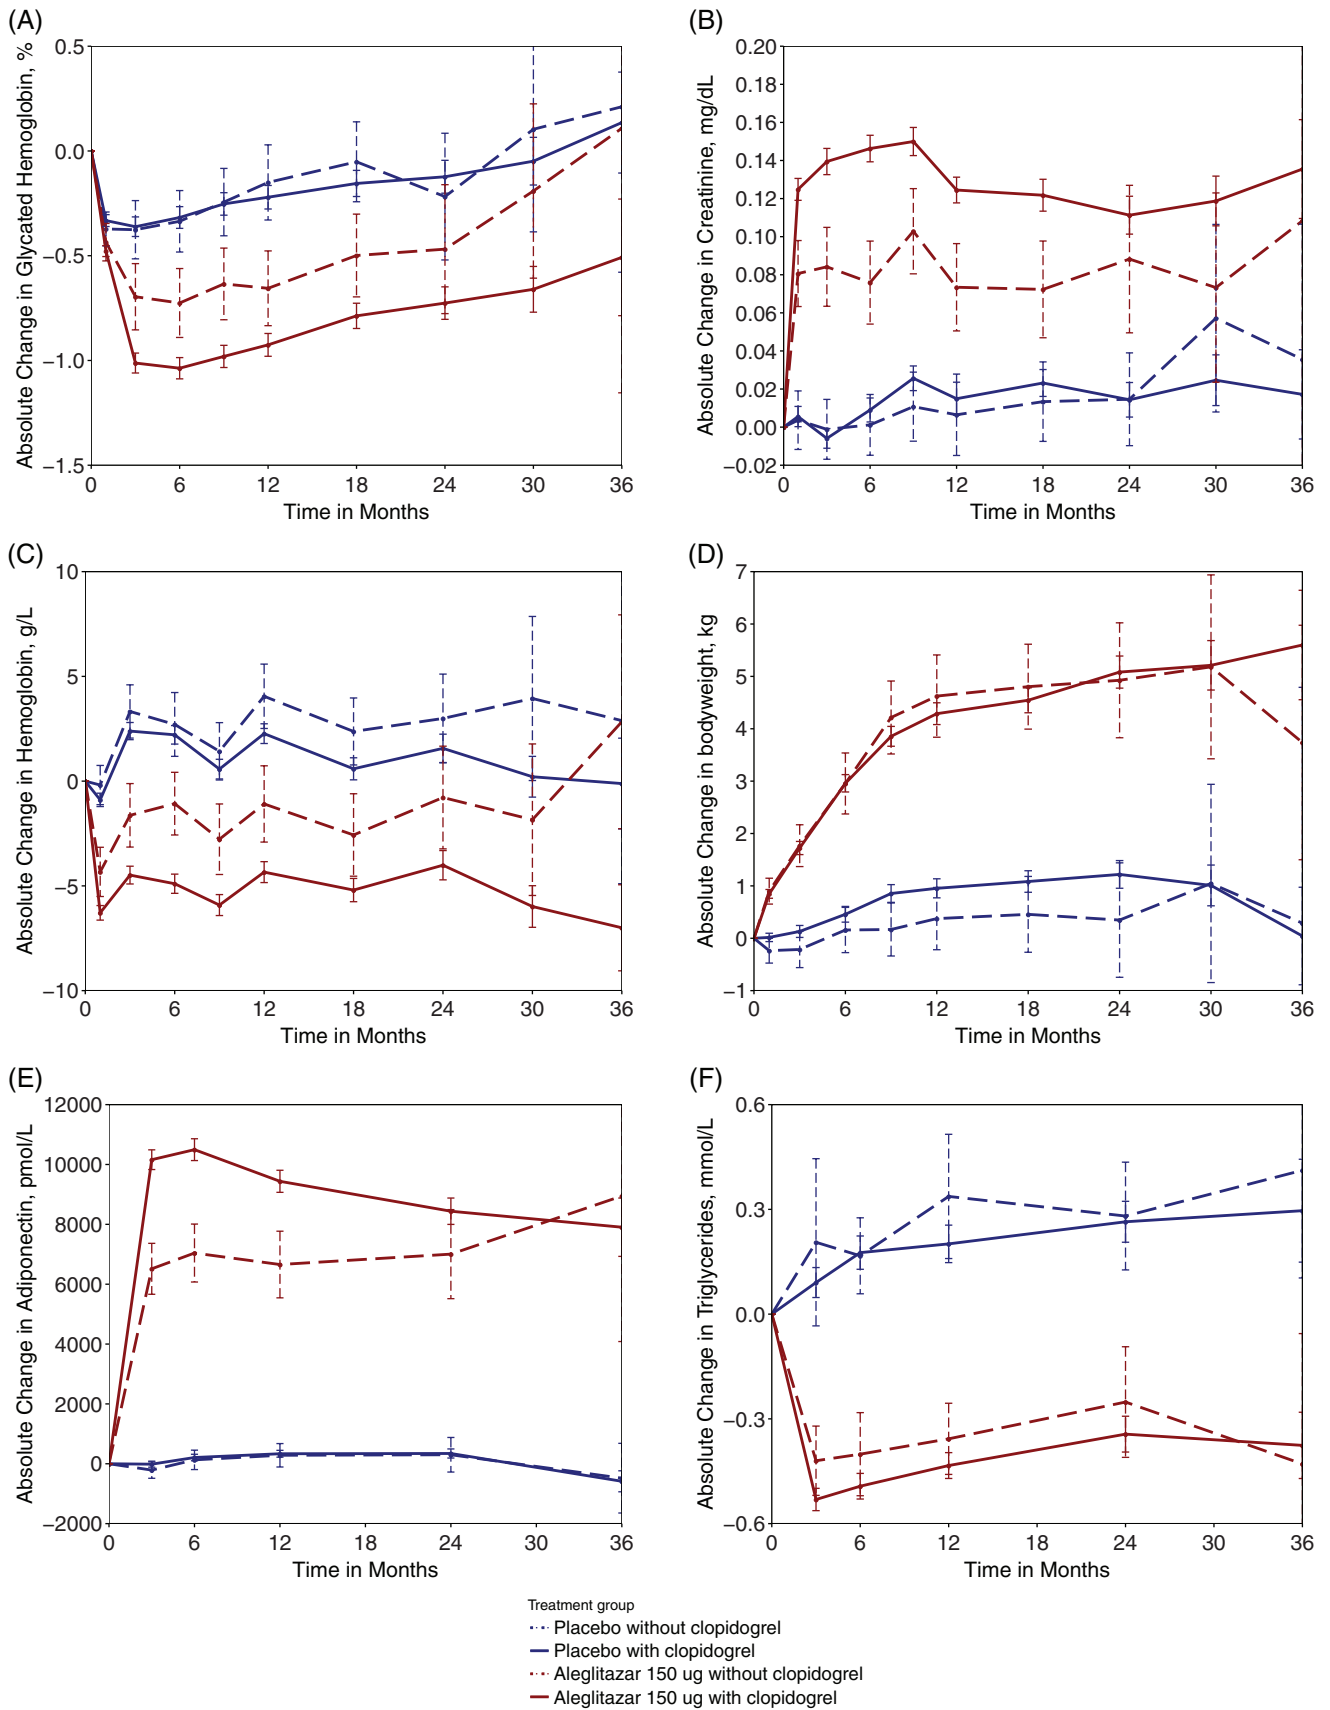 (A)
Absolute Change in Glycated Hemoglobin, %
0.5
0.0
−0.5
−1.0
−1.5
0 6 12 18 24 30 36
Time in Months
(B)
Absolute Change in Creatinine, mg/dL
0.20
0.18
0.16
0.14
0.12
0.10
0.08
0.06
0.04
0.02
0.00
−0.02
0 6 12 18 24 30 36
Time in Months
(C)
Absolute Change in Hemoglobin, g/L
10
5
0
−5
−10
0 6 12 18 24 30 36
Time in Months
(D)
Absolute Change in bodyweight, kg
7
6
5
4
3
2
1
0
−1
0 6 12 18 24 30 36
Time in Months
(E)
Absolute Change in Adiponectin, pmol/L
12000
10000
8000
6000
4000
2000
0
−2000
0 6 12 18 24 30 36
Time in Months
(F)
Absolute Change in Triglycerides, mmol/L
0.6
0.3
0.0
−0.3
−0.6
0 6 12 18 24 30 36
Time in Months
Treatment group
Placebo without clopidogrel
Placebo with clopidogrel
Aleglitazar 150 ug without clopidogrel
Aleglitazar 150 ug with clopidogrel